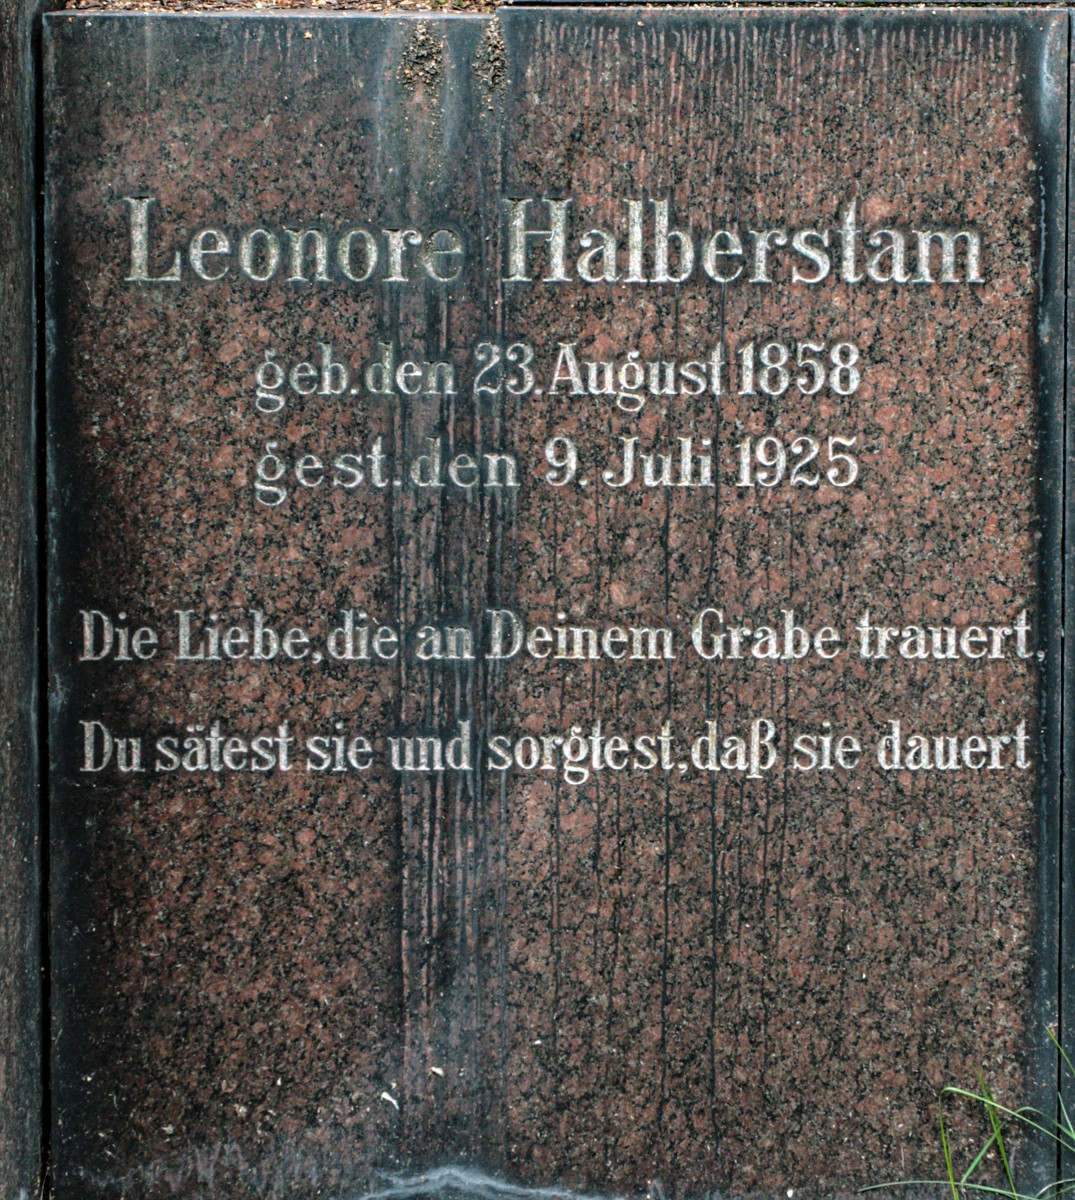 Leonore Halberstam
geb. den 23. August 1858
gest. den 9. Juli 1925
Die Liebe, die an Deinem Grabe trauert,
Du sätest sie und sorgtest, daß sie dauert